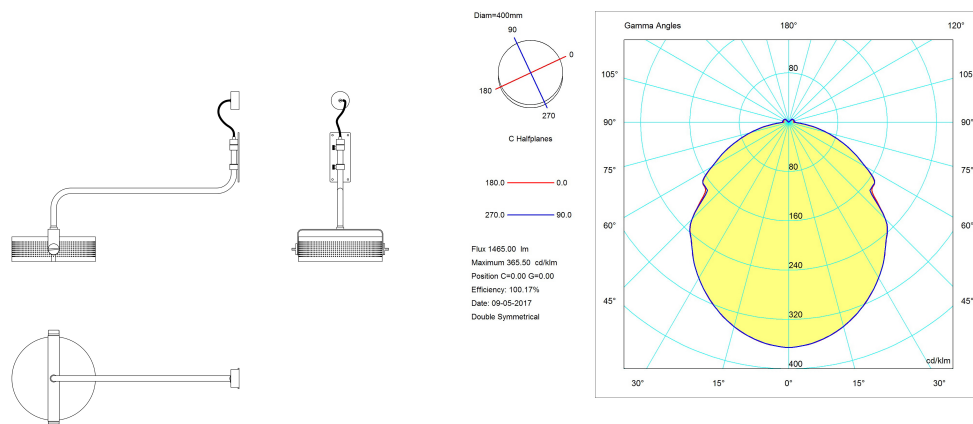 Diam=400mm
90
0
180
270
C Halfplanes
180.0 0.0
270.0 90.0
Flux 1465.00 lm
Maximum 365.50 cd/klm
Position C=0.00 G=0.00
Efficiency: 100.17%
Date: 09-05-2017
Double Symmetrical
Gamma Angles 180° 120°
105° 80 105°
90° 90°
80
75° 75°
160
60° 60°
240
45° 45°
320
cd/klm
400
30° 15° 0° 15° 30°